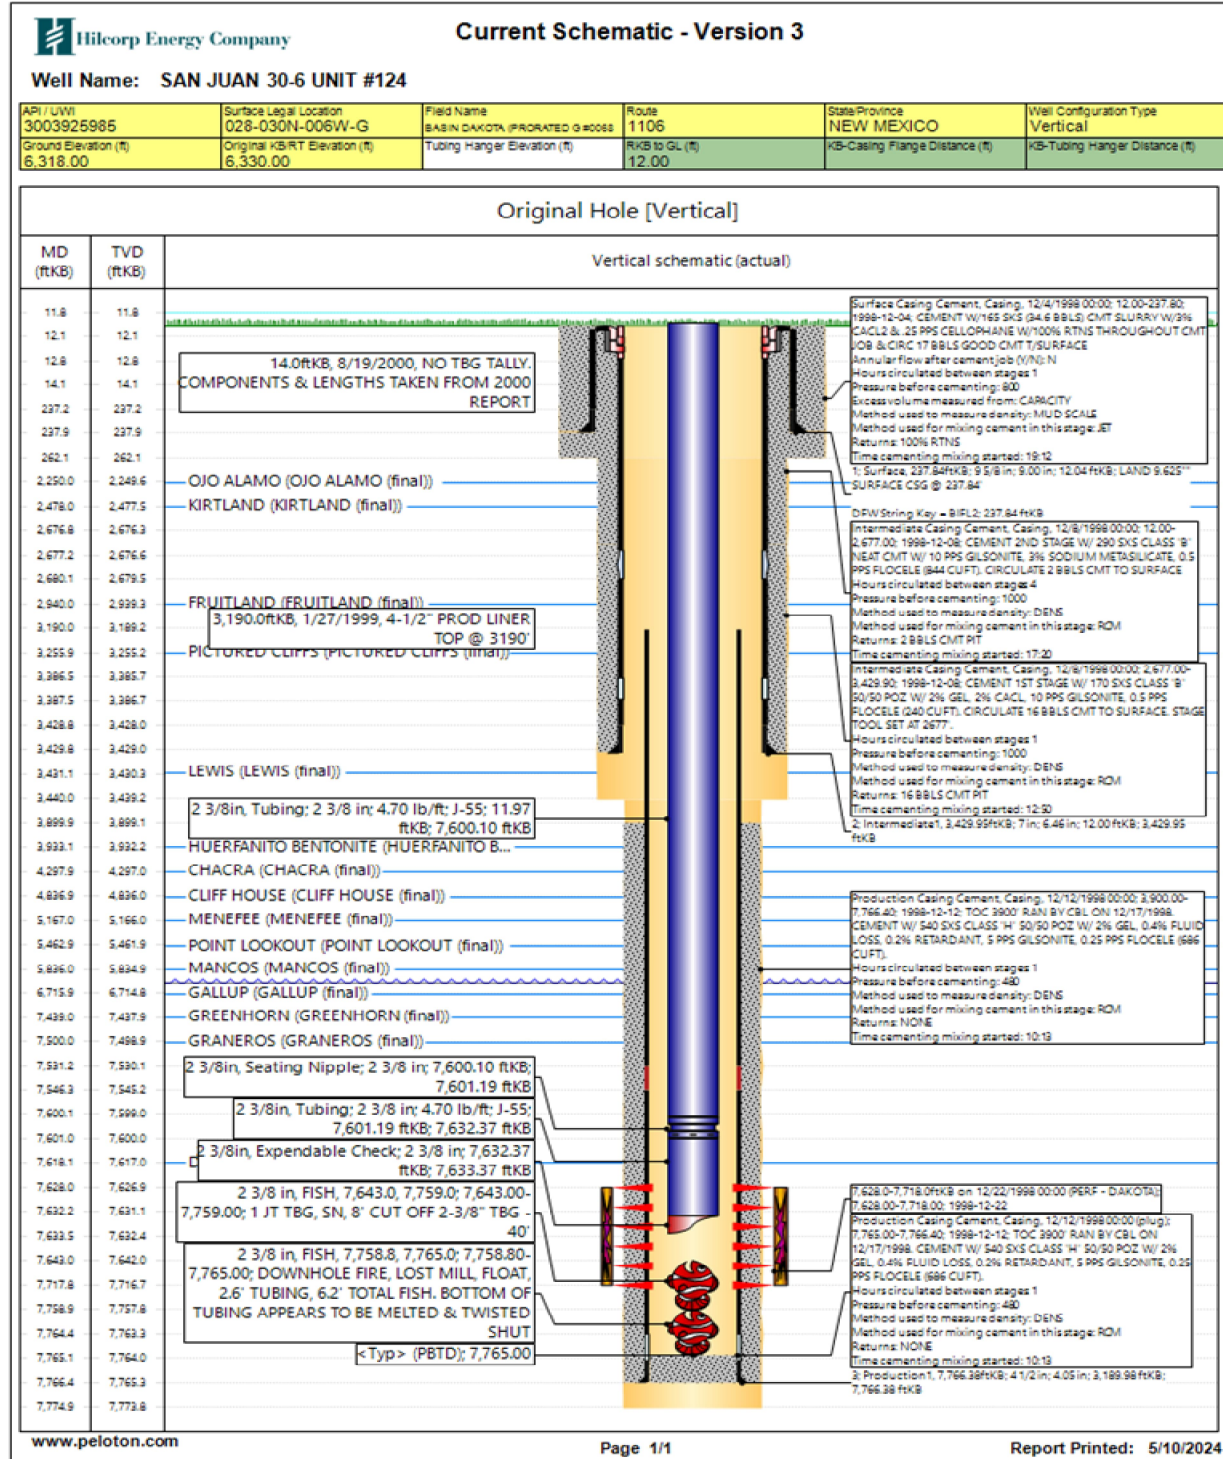 Hilcorp Energy Company
Current Schematic - Version 3
Well Name: SAN JUAN 30-6 UNIT #124
API / UWI
3003925985
Surface Legal Location
028-030N-006W-G
Field Name
BASIN DAKOTA (PRORATED G #0068
Route
1106
State/Province
NEW MEXICO
Well Configuration Type
Vertical
Ground Elevation (ft)
6,318.00
Original KB/RT Elevation (ft)
6,330.00
Tubing Hanger Elevation (ft)
RKB to GL (ft)
12.00
KB-Casing Flange Distance (ft)
KB-Tubing Hanger Distance (ft)
Original Hole [Vertical]
MD (ftKB)
TVD (ftKB)
Vertical schematic (actual)
11.8 11.8
12.1 12.1
12.8 12.8
14.1 14.1
237.2 237.2
237.9 237.9
262.1 262.1
2,250.0 2,249.6
2,478.0 2,477.5
2,676.8 2,676.3
2,677.2 2,676.6
2,680.1 2,679.5
2,940.0 2,939.3
3,190.0 3,189.2
3,255.9 3,255.2
3,386.5 3,385.7
3,387.5 3,386.7
3,428.8 3,428.0
3,429.8 3,429.0
3,431.1 3,430.3
3,440.0 3,439.2
3,899.9 3,899.1
3,933.1 3,932.2
4,297.9 4,297.0
4,836.9 4,836.0
5,167.0 5,166.0
5,462.9 5,461.9
5,836.0 5,834.9
6,715.9 6,714.8
7,439.0 7,437.9
7,500.0 7,498.9
7,531.2 7,530.1
7,546.3 7,545.2
7,600.1 7,599.0
7,601.0 7,600.0
7,618.1 7,617.0
7,628.0 7,626.9
7,632.2 7,631.1
7,633.5 7,632.4
7,643.0 7,642.0
7,717.8 7,716.7
7,758.9 7,757.8
7,764.4 7,763.3
7,765.1 7,764.0
7,766.4 7,765.3
7,774.9 7,773.8
14.0ftKB, 8/19/2000, NO TBG TALLY.
COMPONENTS & LENGTHS TAKEN FROM 2000
REPORT
OJO ALAMO (OJO ALAMO (final))
KIRTLAND (KIRTLAND (final))
FRUITLAND (FRUITLAND (final))
3,190.0ftKB, 1/27/1999, 4-1/2" PROD LINER
TOP @ 3190'
PICTURED CLIFFS (PICTURED CLIFFS (final))
LEWIS (LEWIS (final))
2 3/8in, Tubing; 2 3/8 in; 4.70 lb/ft; J-55; 11.97
ftKB; 7,600.10 ftKB
HUERFANITO BENTONITE (HUERFANITO B...
CHACRA (CHACRA (final))
CLIFF HOUSE (CLIFF HOUSE (final))
MENEFEE (MENEFEE (final))
POINT LOOKOUT (POINT LOOKOUT (final))
MANCOS (MANCOS (final))
GALLUP (GALLUP (final))
GREENHORN (GREENHORN (final))
GRANEROS (GRANEROS (final))
2 3/8in, Seating Nipple; 2 3/8 in; 7,600.10 ftKB;
7,601.19 ftKB
2 3/8in, Tubing; 2 3/8 in; 4.70 lb/ft; J-55;
7,601.19 ftKB; 7,632.37 ftKB
2 3/8in, Expendable Check; 2 3/8 in; 7,632.37
ftKB; 7,633.37 ftKB
2 3/8 in, FISH, 7,643.0, 7,759.0; 7,643.00-
7,759.00; 1 JT TBG, SN, 8' CUT OFF 2-3/8" TBG -
40'
2 3/8 in, FISH, 7,758.8, 7,765.0; 7,758.80-
7,765.00; DOWNHOLE FIRE, LOST MILL, FLOAT,
2.6' TUBING, 6.2' TOTAL FISH. BOTTOM OF
TUBING APPEARS TO BE MELTED & TWISTED
SHUT
<Typ> (PBTD); 7,765.00
Surface Casing Cement, Casing, 12/4/1998 00:00; 12.00-237.80;
1998-12-04; CEMENT W/165 SKS (34.6 BBLS) CMT SLURRY W/3%
CACL2 & .25 PPS CELLOPHANE W/100% RTNS THROUGHOUT CMT
JOB & CIRC 17 BBLS GOOD CMT T/SURFACE
Annular flow after cement job (Y/N): N
Hours circulated between stages 1
Pressure before cementing: 800
Excess volume measured from: CAPACITY
Method used to measure density: MUD SCALE
Method used for mixing cement in this stage: JET
Returns: 100% RTNS
Time cementing mixing started: 19:12
1; Surface, 237.84ftKB; 9 5/8 in; 9.00 in; 12.04 ftKB; LAND 9.625""
SURFACE CSG @ 237.84'
DFW String Key = BIFL2; 237.84 ftKB
Intermediate Casing Cement, Casing, 12/8/1998 00:00; 12.00-
2,677.00; 1998-12-08; CEMENT 2ND STAGE W/ 290 SXS CLASS 'B'
NEAT CMT W/ 10 PPS GILSONITE, 3% SODIUM METASILICATE, 0.5
PPS FLOCELE (844 CUFT). CIRCULATE 2 BBLS CMT TO SURFACE
Hours circulated between stages 4
Pressure before cementing: 1000
Method used to measure density: DENS
Method used for mixing cement in this stage: RCM
Returns: 2 BBLS CMT PIT
Time cementing mixing started: 17:20
Intermediate Casing Cement, Casing, 12/8/1998 00:00; 2,677.00-
3,429.90; 1998-12-08; CEMENT 1ST STAGE W/ 170 SXS CLASS 'B'
50/50 POZ W/ 2% GEL, 2% CACL, 10 PPS GILSONITE, 0.5 PPS
FLOCELE (240 CUFT). CIRCULATE 16 BBLS CMT TO SURFACE. STAGE
TOOL SET AT 2677'.
Hours circulated between stages 1
Pressure before cementing: 1000
Method used to measure density: DENS
Method used for mixing cement in this stage: RCM
Returns: 16 BBLS CMT PIT
Time cementing mixing started: 12:50
2; Intermediate1, 3,429.95ftKB; 7 in; 6.46 in; 12.00 ftKB; 3,429.95
ftKB
Production Casing Cement, Casing, 12/12/1998 00:00; 3,900.00-
7,766.40; 1998-12-12; TOC 3900' RAN BY CBL ON 12/17/1998.
CEMENT W/ 540 SXS CLASS 'H' 50/50 POZ W/ 2% GEL, 0.4% FLUID
LOSS, 0.2% RETARDANT, 5 PPS GILSONITE, 0.25 PPS FLOCELE (686
CUFT).
Hours circulated between stages 1
Pressure before cementing: 480
Method used to measure density: DENS
Method used for mixing cement in this stage: RCM
Returns: NONE
Time cementing mixing started: 10:13
7,628.0-7,718.0ftKB on 12/22/1998 00:00 (PERF - DAKOTA);
7,628.00-7,718.00; 1998-12-22
Production Casing Cement, Casing, 12/12/1998 00:00 (plug);
7,765.00-7,766.40; 1998-12-12; TOC 3900' RAN BY CBL ON
12/17/1998. CEMENT W/ 540 SXS CLASS 'H' 50/50 POZ W/ 2%
GEL, 0.4% FLUID LOSS, 0.2% RETARDANT, 5 PPS GILSONITE, 0.25
PPS FLOCELE (686 CUFT).
Hours circulated between stages 1
Pressure before cementing: 480
Method used to measure density: DENS
Method used for mixing cement in this stage: RCM
Returns: NONE
Time cementing mixing started: 10:13
3; Production1, 7,766.38ftKB; 4 1/2 in; 4.05 in; 3,189.98 ftKB;
7,766.38 ftKB
www.peloton.com
Page 1/1
Report Printed: 5/10/2024